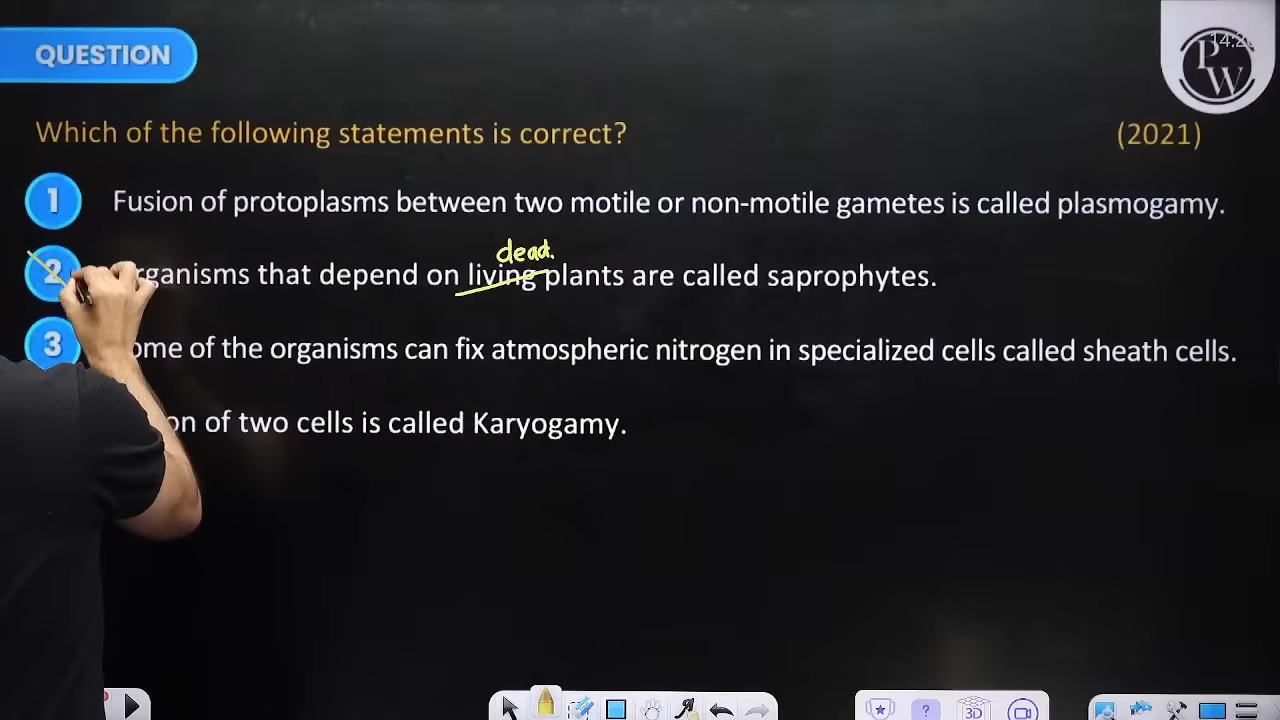 QUESTION
PW
Which of the following statements is correct? (2021)
1 Fusion of protoplasms between two motile or non-motile gametes is called plasmogamy.
dead.
2 rganisms that depend on living plants are called saprophytes.
3 ome of the organisms can fix atmospheric nitrogen in specialized cells called sheath cells.
on of two cells is called Karyogamy.
? 3D